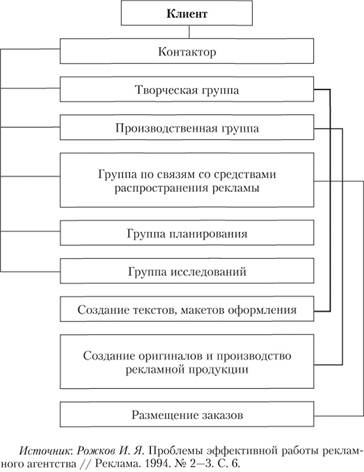 Клиент
Контактор
Творческая группа
Производственная группа
Группа по связям со средствами
распространения рекламы
Группа планирования
Группа исследований
Создание текстов, макетов оформления
Создание оригиналов и производство
рекламной продукции
Размещение заказов
Источник: Рожков И. Я. Проблемы эффективной работы реклам-
ного агентства // Реклама. 1994. № 2—3. С. 6.